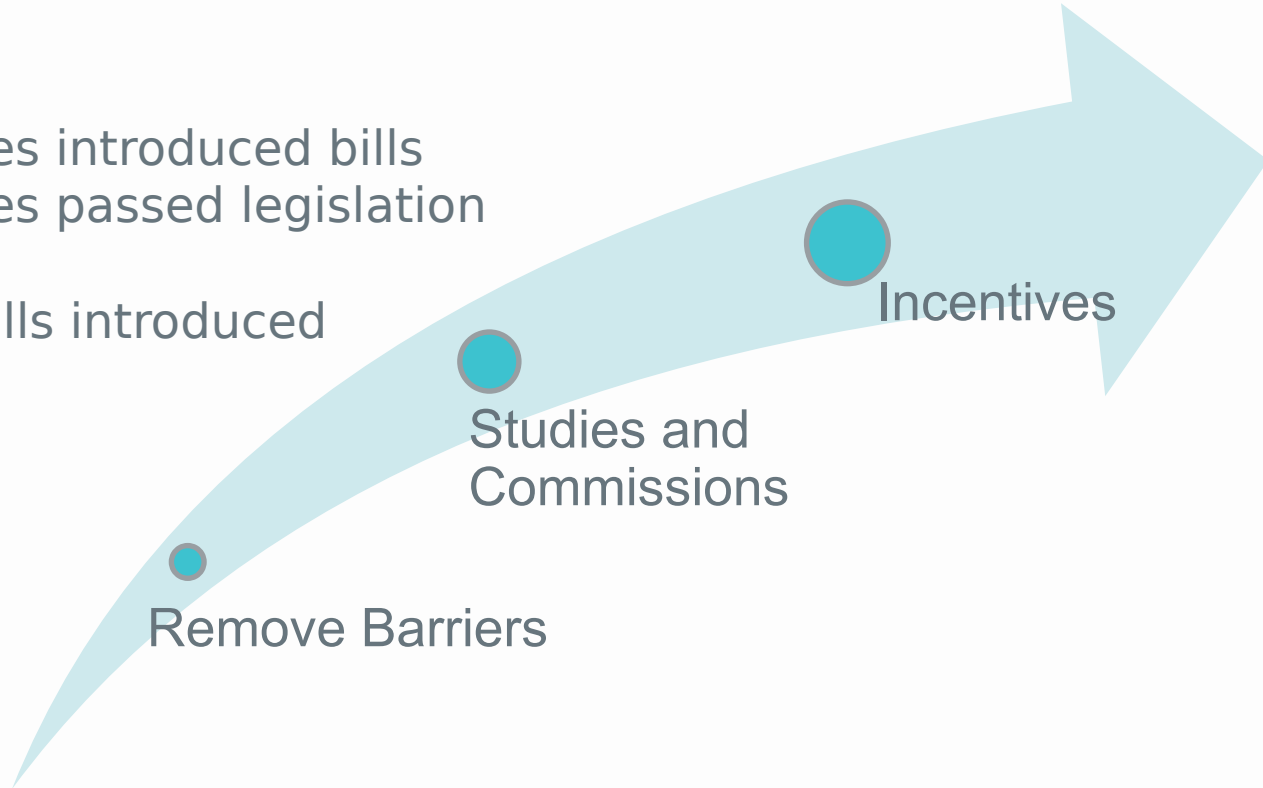 es introduced bills
es passed legislation
lls introduced
Incentives
Studies and
Commissions
Remove Barriers